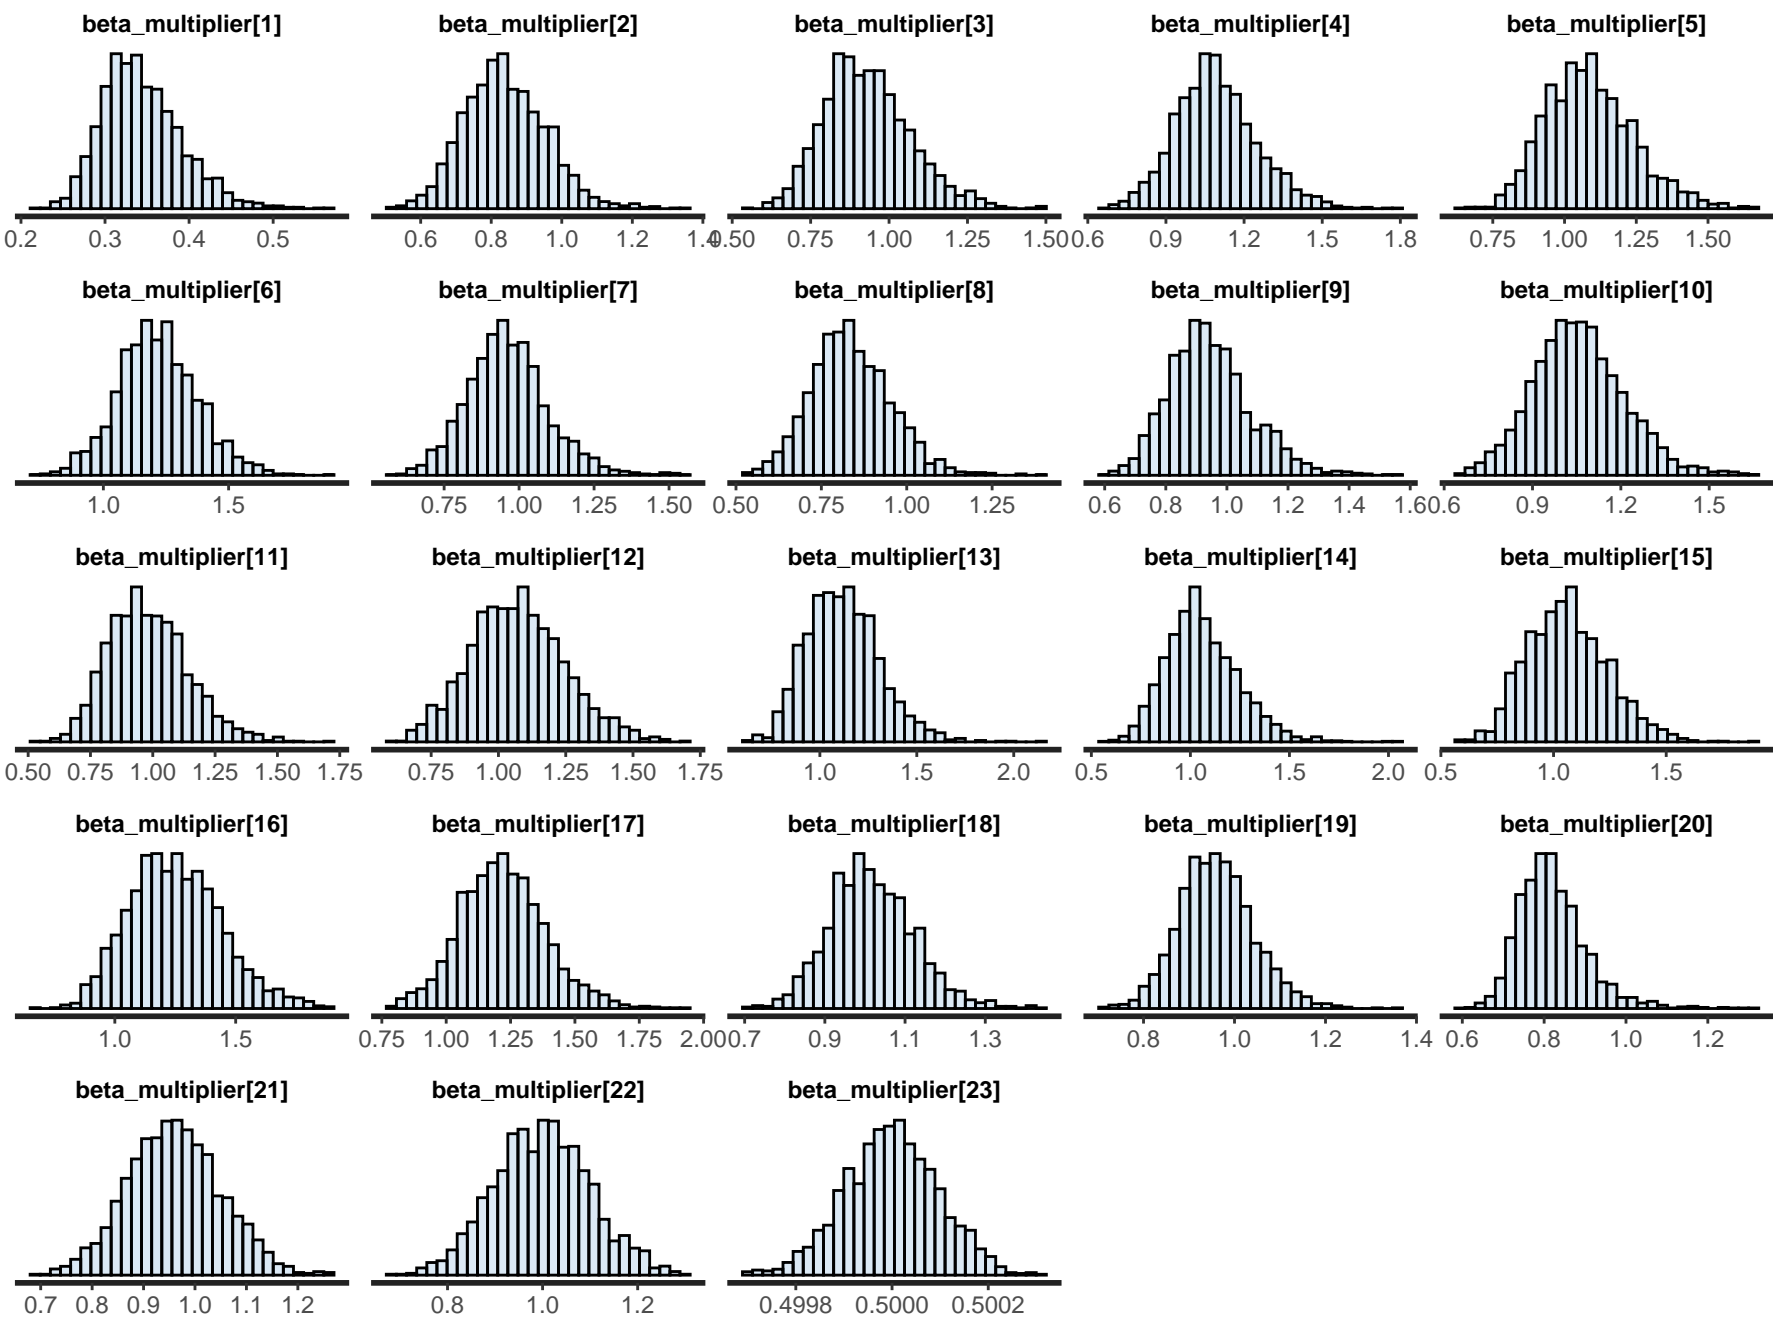 beta_multiplier[1] beta_multiplier[2] beta_multiplier[3] beta_multiplier[4] beta_multiplier[5]
0.2 0.3 0.4 0.5 0.6 0.8 1.0 1.2 1.4 0.50 0.75 1.00 1.25 1.50 0.6 0.9 1.2 1.5 1.8 0.75 1.00 1.25 1.50
beta_multiplier[6] beta_multiplier[7] beta_multiplier[8] beta_multiplier[9] beta_multiplier[10]
1.0 1.5 0.75 1.00 1.25 1.50 0.50 0.75 1.00 1.25 0.6 0.8 1.0 1.2 1.4 1.6 0.6 0.9 1.2 1.5
beta_multiplier[11] beta_multiplier[12] beta_multiplier[13] beta_multiplier[14] beta_multiplier[15]
0.50 0.75 1.00 1.25 1.50 1.75 0.75 1.00 1.25 1.50 1.75 1.0 1.5 2.0 0.5 1.0 1.5 2.0 0.5 1.0 1.5
beta_multiplier[16] beta_multiplier[17] beta_multiplier[18] beta_multiplier[19] beta_multiplier[20]
1.0 1.5 0.75 1.00 1.25 1.50 1.75 2.00 0.7 0.9 1.1 1.3 0.8 1.0 1.2 1.4 0.6 0.8 1.0 1.2
beta_multiplier[21] beta_multiplier[22] beta_multiplier[23]
0.7 0.8 0.9 1.0 1.1 1.2 0.8 1.0 1.2 0.4998 0.5000 0.5002